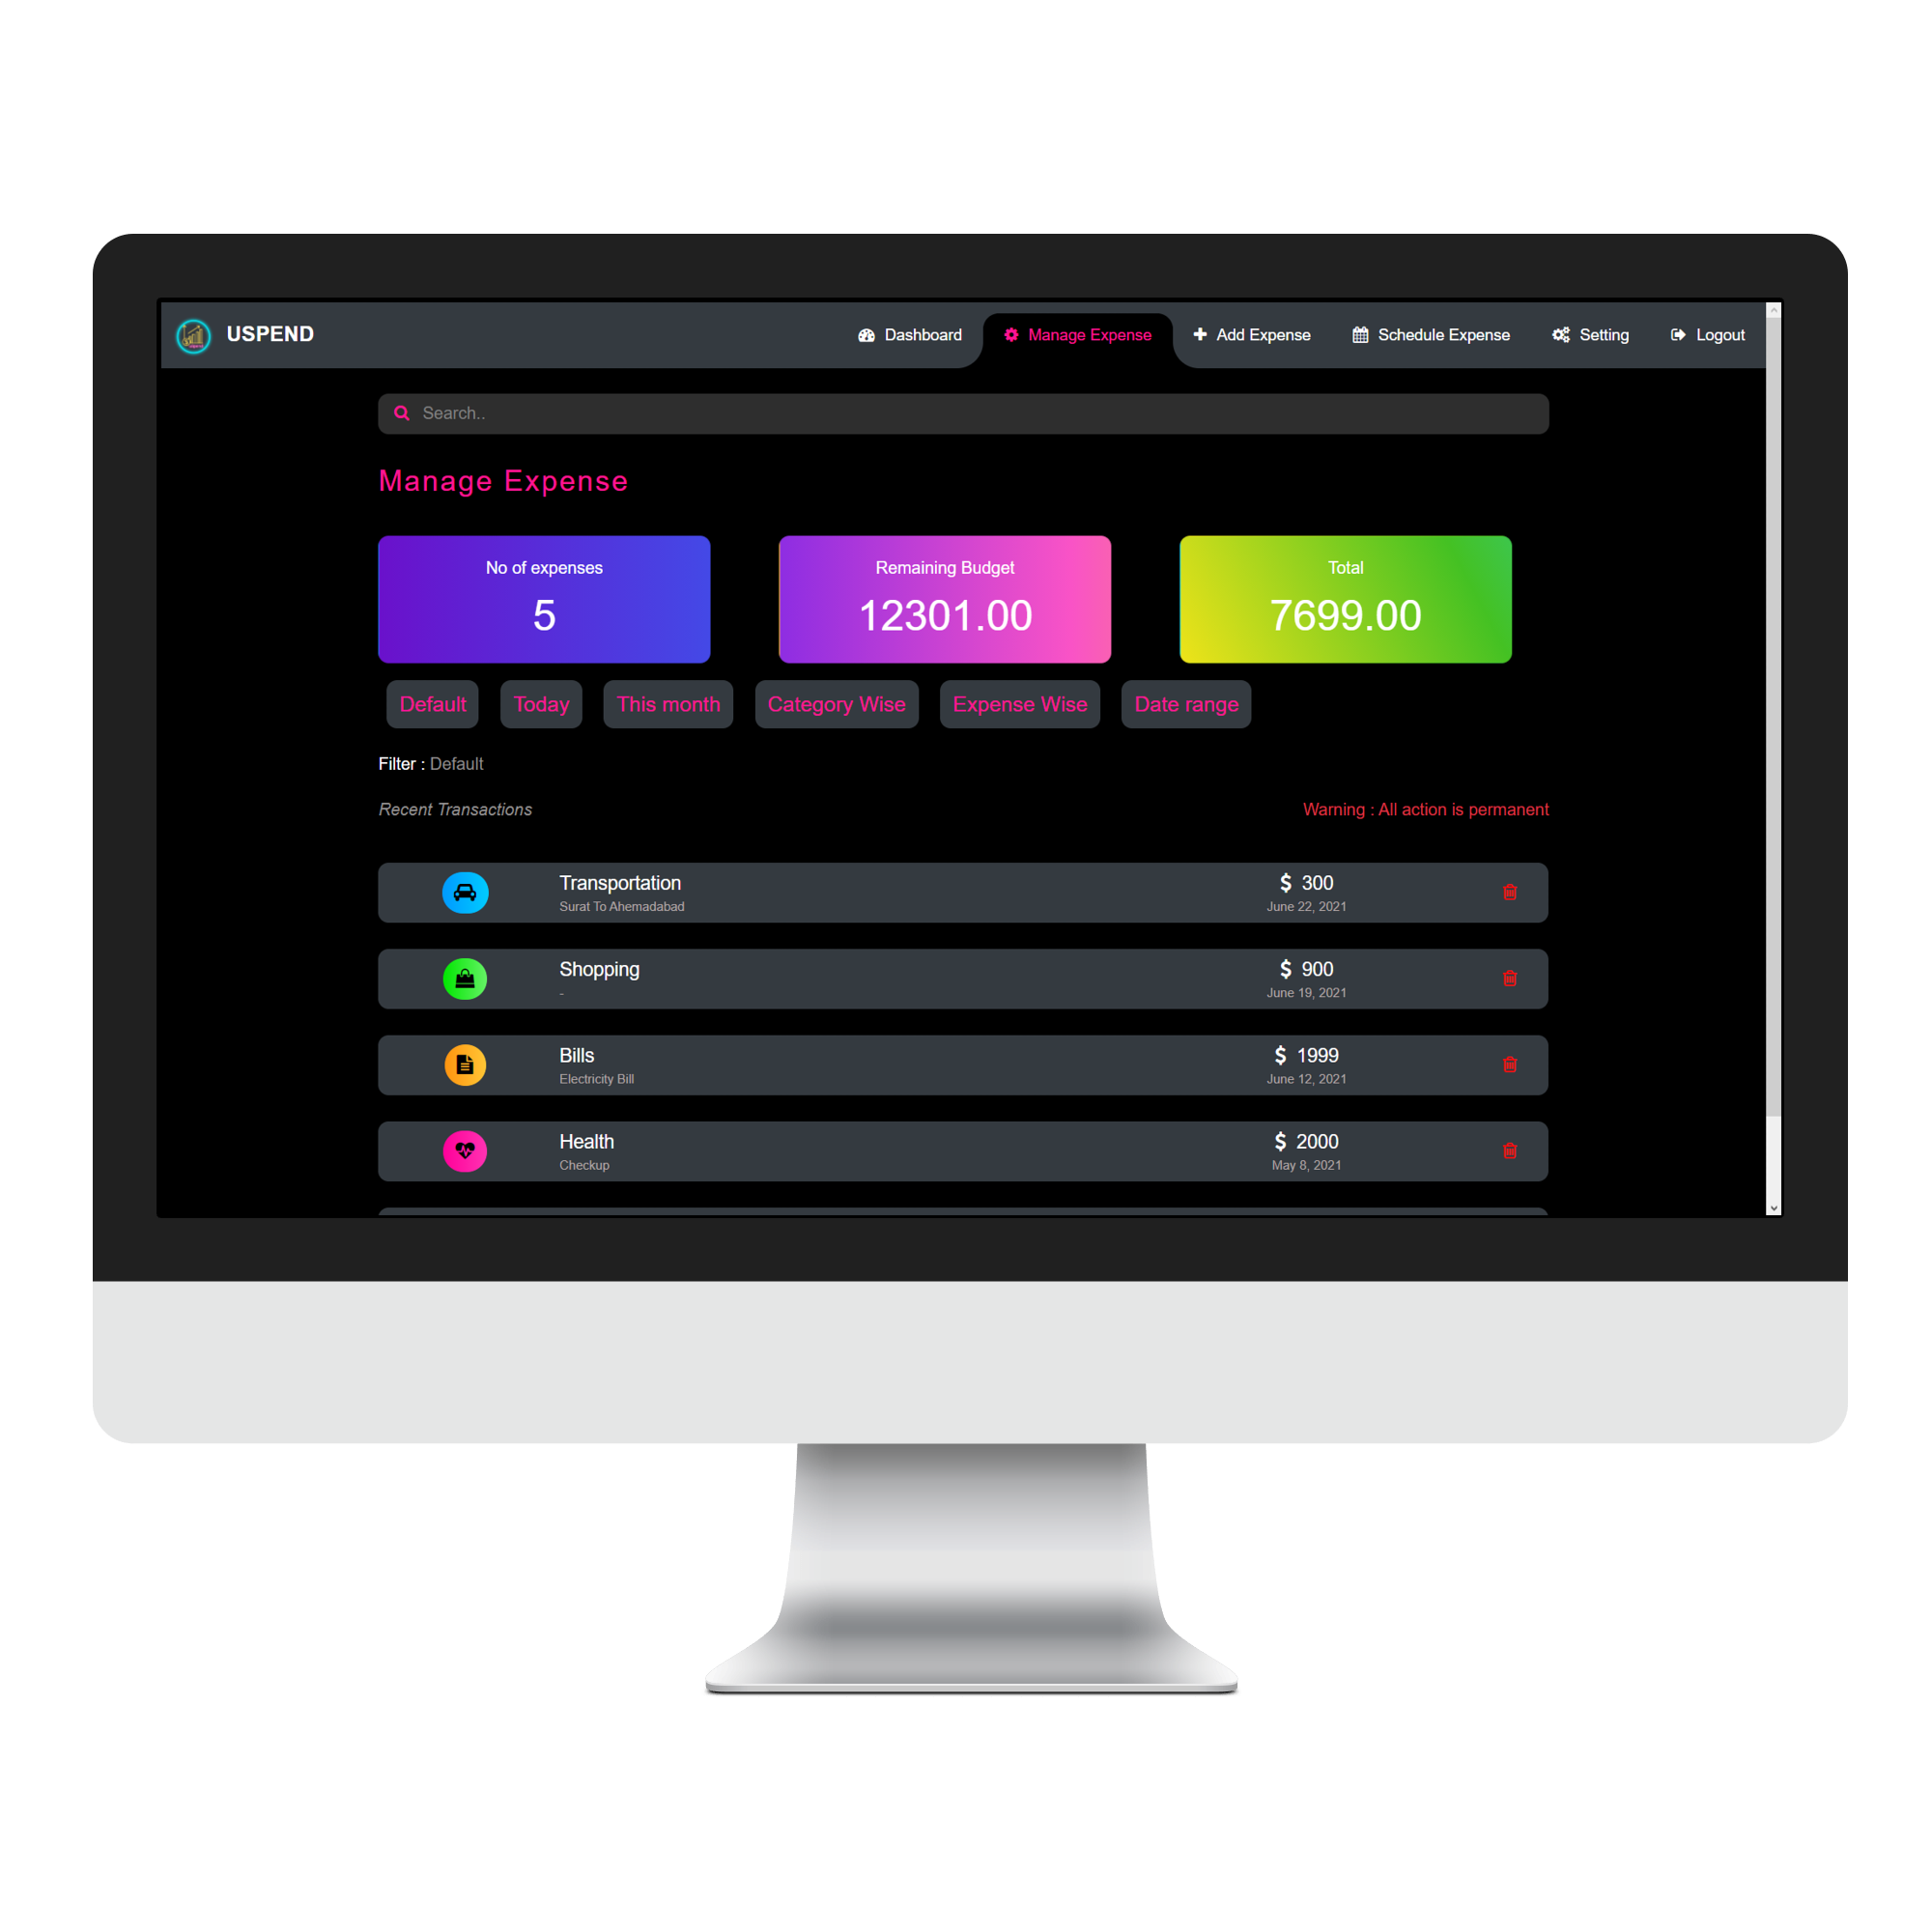 USPEND
Dashboard
Manage Expense
Add Expense
Schedule Expense
Setting
Logout
Search..
Manage Expense
No of expenses
5
Remaining Budget
12301.00
Total
7699.00
Default
Today
This month
Category Wise
Expense Wise
Date range
Filter : Default
Recent Transactions
Warning : All action is permanent
Transportation
Surat To Ahemadabad
$ 300
June 22, 2021
Shopping
-
$ 900
June 19, 2021
Bills
Electricity Bill
$ 1999
June 12, 2021
Health
Checkup
$ 2000
May 8, 2021